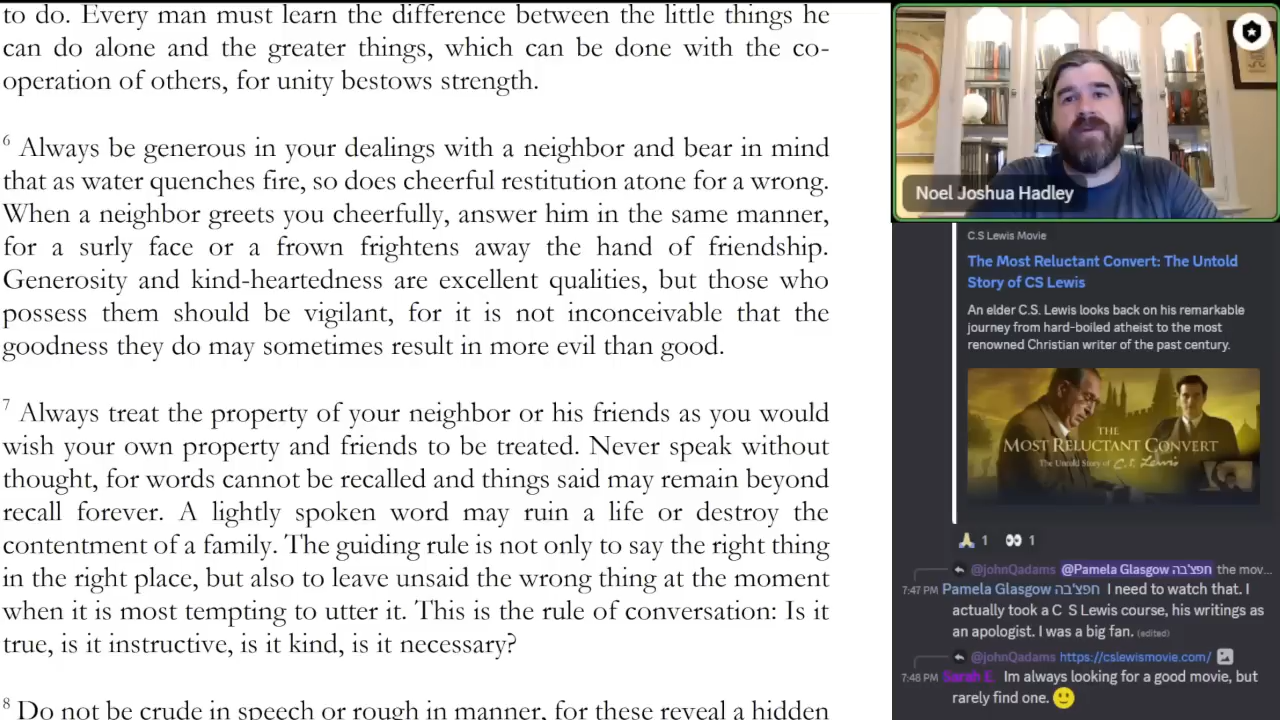 to do. Every man must learn the difference between the little things he
can do alone and the greater things, which can be done with the co-
operation of others, for unity bestows strength.
6 Always be generous in your dealings with a neighbor and bear in mind
that as water quenches fire, so does cheerful restitution atone for a wrong.
When a neighbor greets you cheerfully, answer him in the same manner,
for a surly face or a frown frightens away the hand of friendship.
Generosity and kind-heartedness are excellent qualities, but those who
possess them should be vigilant, for it is not inconceivable that the
goodness they do may sometimes result in more evil than good.
7 Always treat the property of your neighbor or his friends as you would
wish your own property and friends to be treated. Never speak without
thought, for words cannot be recalled and things said may remain beyond
recall forever. A lightly spoken word may ruin a life or destroy the
contentment of a family. The guiding rule is not only to say the right thing
in the right place, but also to leave unsaid the wrong thing at the moment
when it is most tempting to utter it. This is the rule of conversation: Is it
true, is it instructive, is it kind, is it necessary?
8 Do not be crude in speech or rough in manner, for these reveal a hidden
Noel Joshua Hadley
C.S Lewis Movie
The Most Reluctant Convert: The Untold
Story of CS Lewis
An elder C.S. Lewis looks back on his remarkable
journey from hard-boiled atheist to the most
renowned Christian writer of the past century.
THE
MOST RELUCTANT CONVERT
The Untold Story of C.S. Lewis
1 1
@johnQadams @Pamela Glasgow חפצ'בה the mov...
7:47 PM Pamela Glasgow חפצ'בה I need to watch that. I
actually took a C S Lewis course, his writings as
an apologist. I was a big fan. (edited)
@johnQadams https://cslewismovie.com/
7:48 PM Sarah E. Im always looking for a good movie, but
rarely find one.